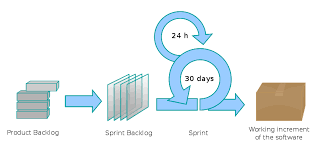 24 h
30 days
Product Backlog
Sprint Backlog
Sprint
Working increment
of the software